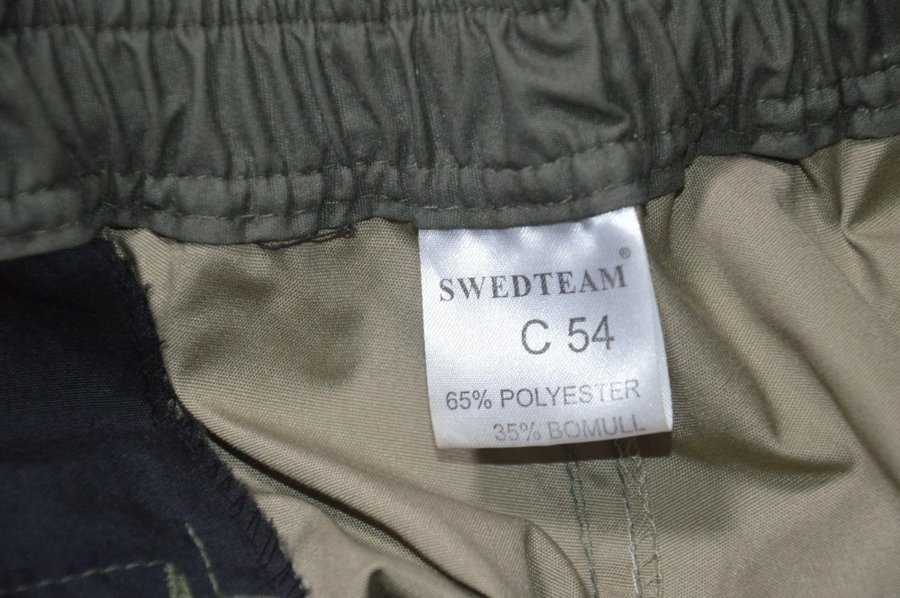 SWEDTEAM®
C 54
65% POLYESTER
35% BOMULL